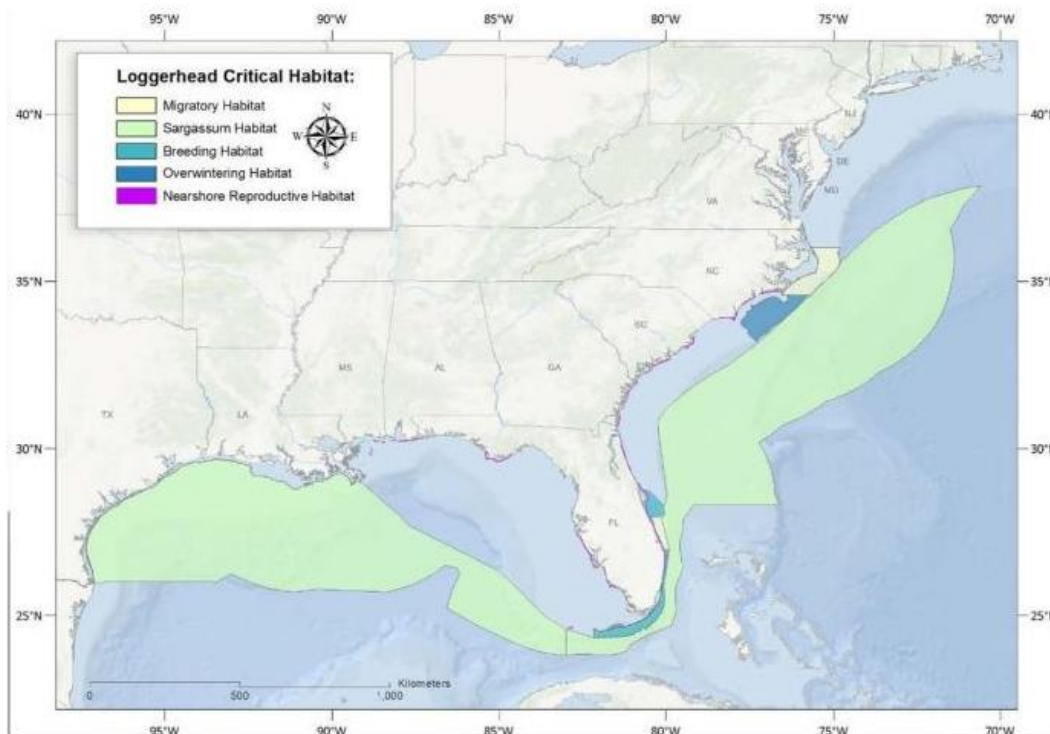 95°W 90°W 85°W 80°W 75°W 70°W
Loggerhead Critical Habitat:
Migratory Habitat
Sargassum Habitat
Breeding Habitat
Overwintering Habitat
Nearshore Reproductive Habitat
N
W E
S
40°N 40°N
NJ
DE
MD
VA
35°N 35°N
NC
SC
MS AL GA
TX LA
30°N 30°N
FL
25°N 25°N
Kilometers
0 500 1,000
95°W 90°W 85°W 80°W 75°W 70°W